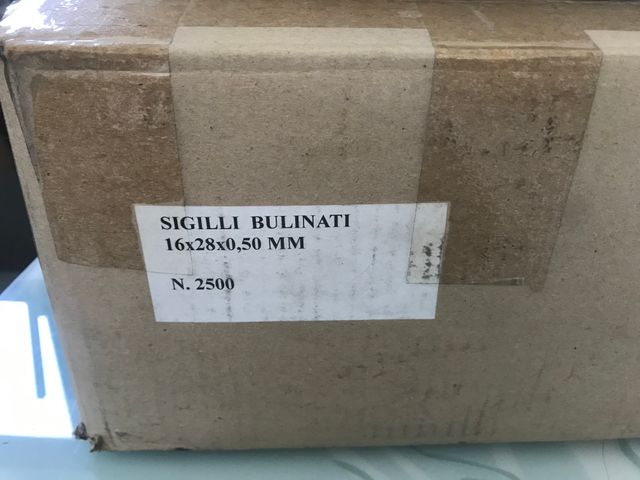 SIGILLI BULINATI
16x28x0,50 MM
N. 2500